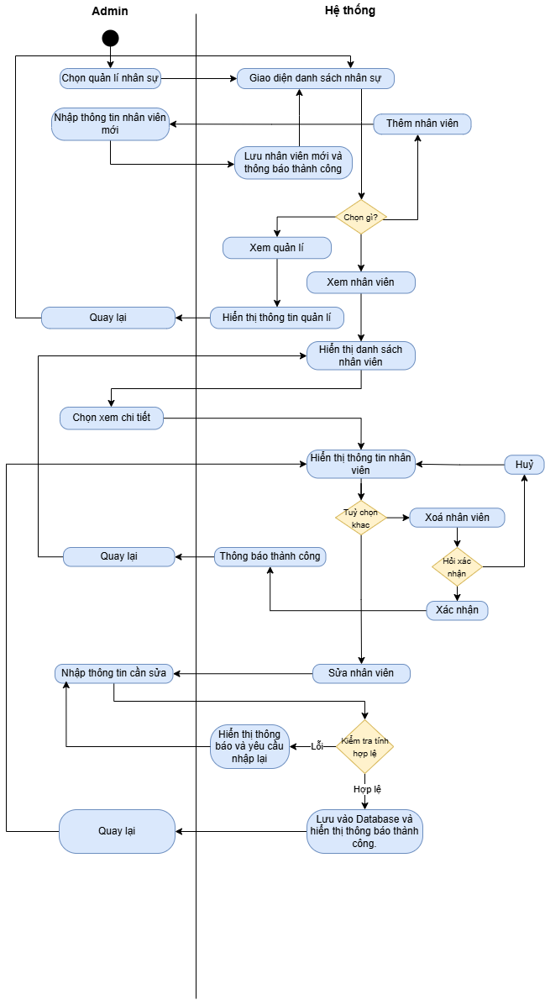 Admin
Hệ thống
Chọn quản lí nhân sự
Giao diện danh sách nhân sự
Nhập thông tin nhân viên
mới
Thêm nhân viên
Lưu nhân viên mới và
thông báo thành công
Chọn gì?
Xem quản lí
Xem nhân viên
Quay lại
Hiển thị thông tin quản lí
Hiển thị danh sách
nhân viên
Chọn xem chi tiết
Hiển thị thông tin nhân
viên
Huỷ
Tuỳ chọn
khac
Xoá nhân viên
Quay lại
Thông báo thành công
Hỏi xác
nhận
Xác nhận
Nhập thông tin cần sửa
Sửa nhân viên
Hiển thị thông
báo và yêu cầu
nhập lại
Lỗi
Kiểm tra tính
hợp lệ
Hợp lệ
Quay lại
Lưu vào Database và
hiển thị thông báo thành
công.